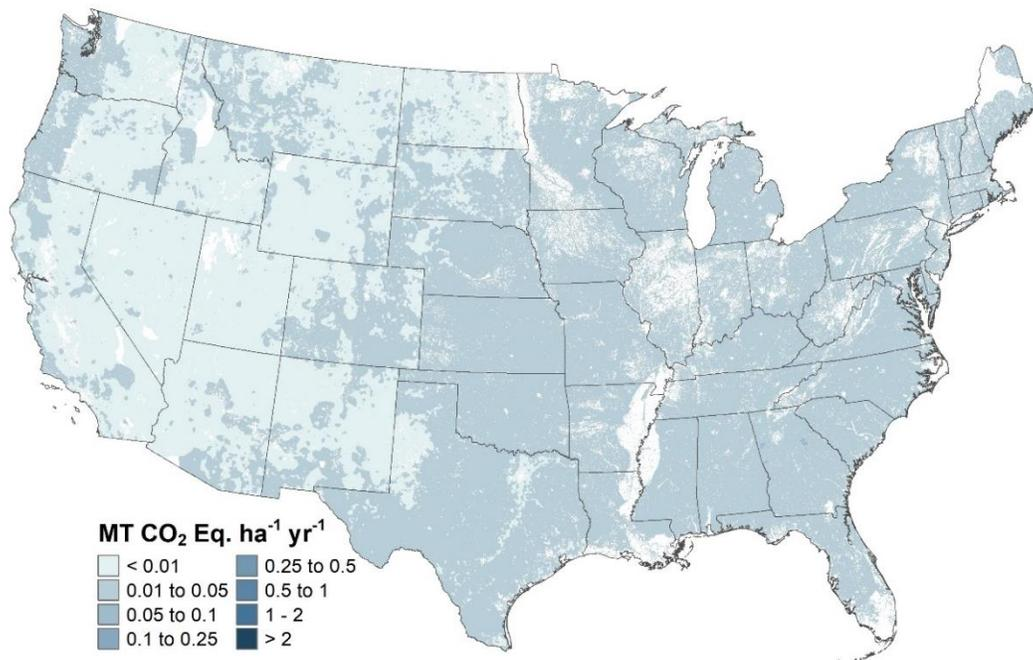 MT CO₂ Eq. ha⁻¹ yr⁻¹
< 0.01
0.01 to 0.05
0.05 to 0.1
0.1 to 0.25
0.25 to 0.5
0.5 to 1
1 - 2
> 2